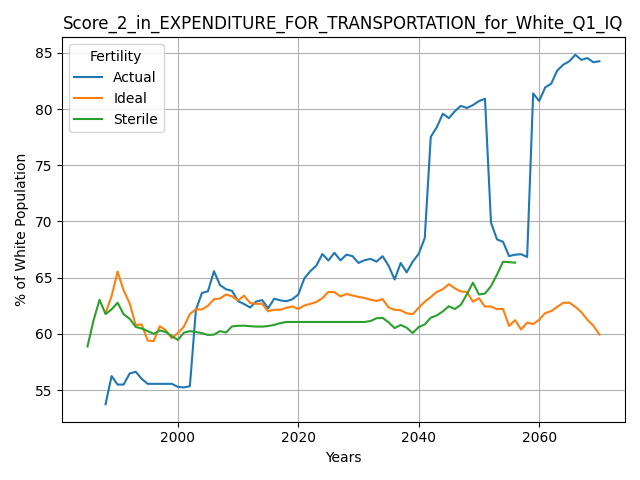 Score_2_in_EXPENDITURE_FOR_TRANSPORTATION_for_White_Q1_IQ
Fertility
Actual
Ideal
Sterile
% of White Population
85
80
75
70
65
60
55
2000
2020
2040
2060
Years